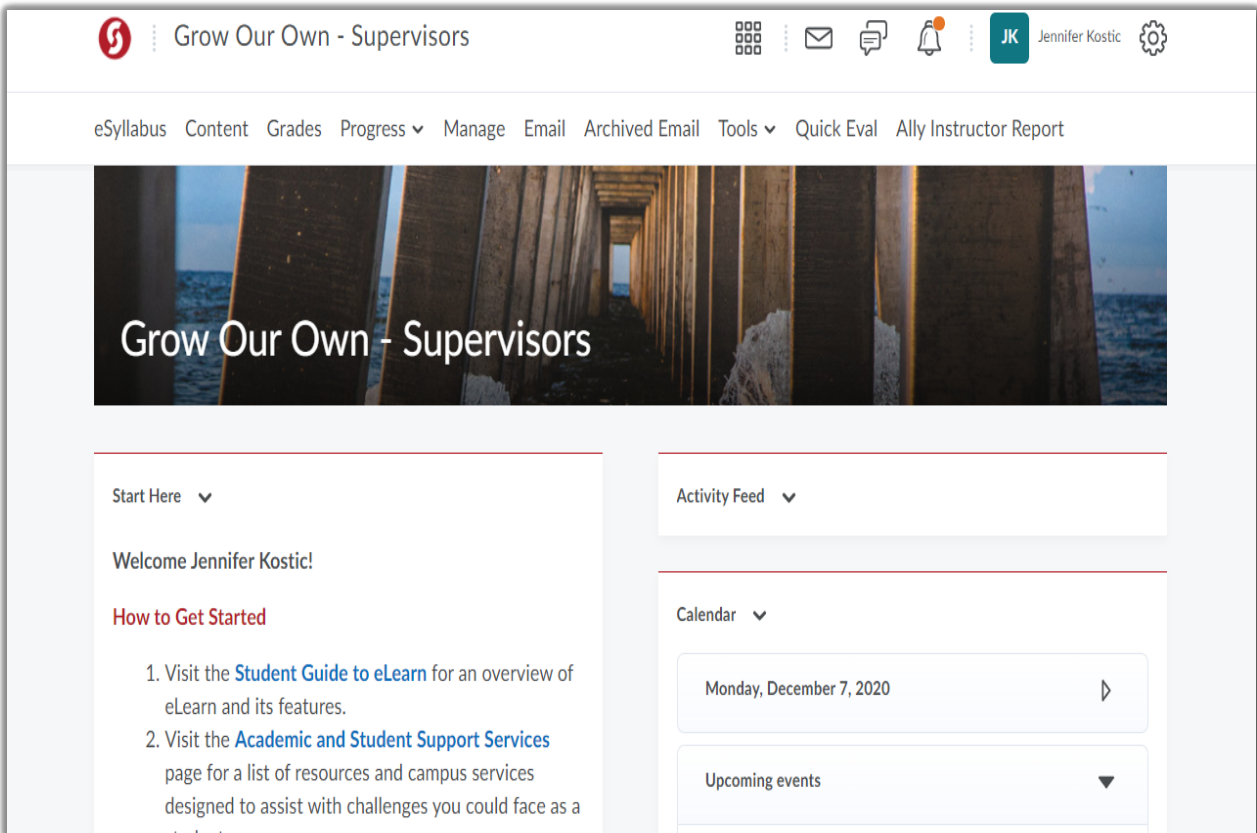 Grow Our Own - Supervisors
JK Jennifer Kostic
eSyllabus Content Grades Progress Manage Email Archived Email Tools Quick Eval Ally Instructor Report
Grow Our Own - Supervisors
Start Here
Welcome Jennifer Kostic!
How to Get Started
1. Visit the Student Guide to eLearn for an overview of
eLearn and its features.
2. Visit the Academic and Student Support Services
page for a list of resources and campus services
designed to assist with challenges you could face as a
Activity Feed
Calendar
Monday, December 7, 2020
Upcoming events